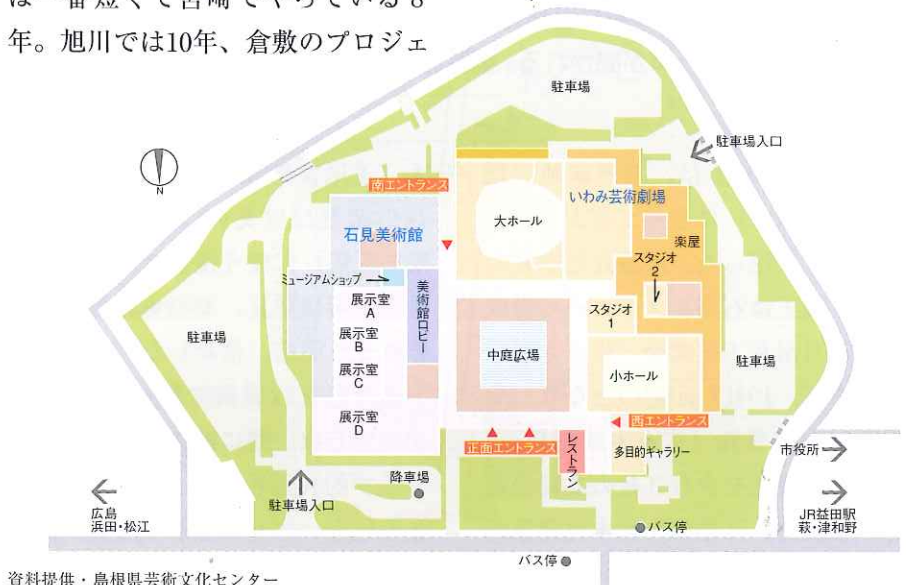 は一番短くて宮崎でやっている8
年。旭川では10年、倉敷のプロジェ
駐車場
駐車場入口
N
南エントランス
いわみ芸術劇場
大ホール
石見美術館
楽屋
スタジオ
2
ミュージアムショップ
美術館ロビー
展示室
A
展示室
B
展示室
C
展示室
D
スタジオ
1
中庭広場
小ホール
駐車場
駐車場
西エントランス
正面エントランス
レストラン
多目的ギャラリー
市役所
降車場
駐車場入口
広島
浜田・松江
JR益田駅
萩・津和野
バス停
バス停
資料提供・島根県芸術文化センター